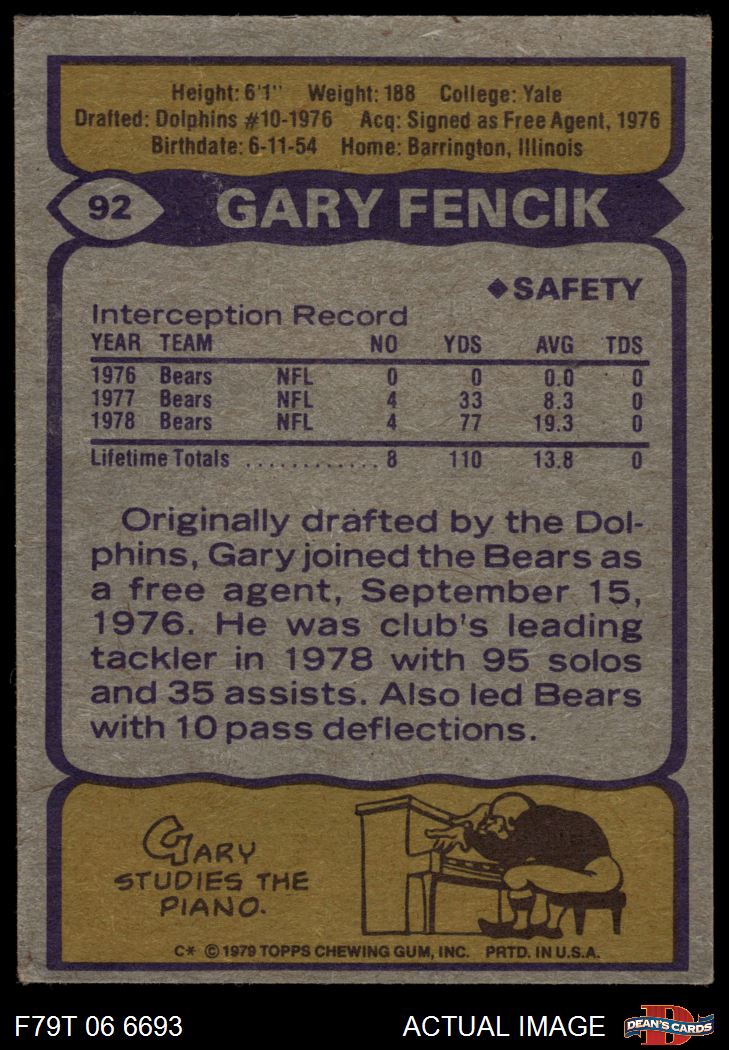 Height: 6'1" Weight: 188 College: Yale
Drafted: Dolphins #10-1976 Acq: Signed as Free Agent, 1976
Birthdate: 6-11-54 Home: Barrington, Illinois
92 GARY FENCIK
◆SAFETY
Interception Record
YEAR TEAM NO YDS AVG TDS
1976 Bears NFL 0 0 0.0 0
1977 Bears NFL 4 33 8.3 0
1978 Bears NFL 4 77 19.3 0
Lifetime Totals ............ 8 110 13.8 0
Originally drafted by the Dol-
phins, Gary joined the Bears as
a free agent, September 15,
1976. He was club's leading
tackler in 1978 with 95 solos
and 35 assists. Also led Bears
with 10 pass deflections.
GARY
STUDIES THE
PIANO.
C* © 1979 TOPPS CHEWING GUM, INC. PRTD. IN U.S.A.
F79T 06 6693 ACTUAL IMAGE D DEAN'S CARDS